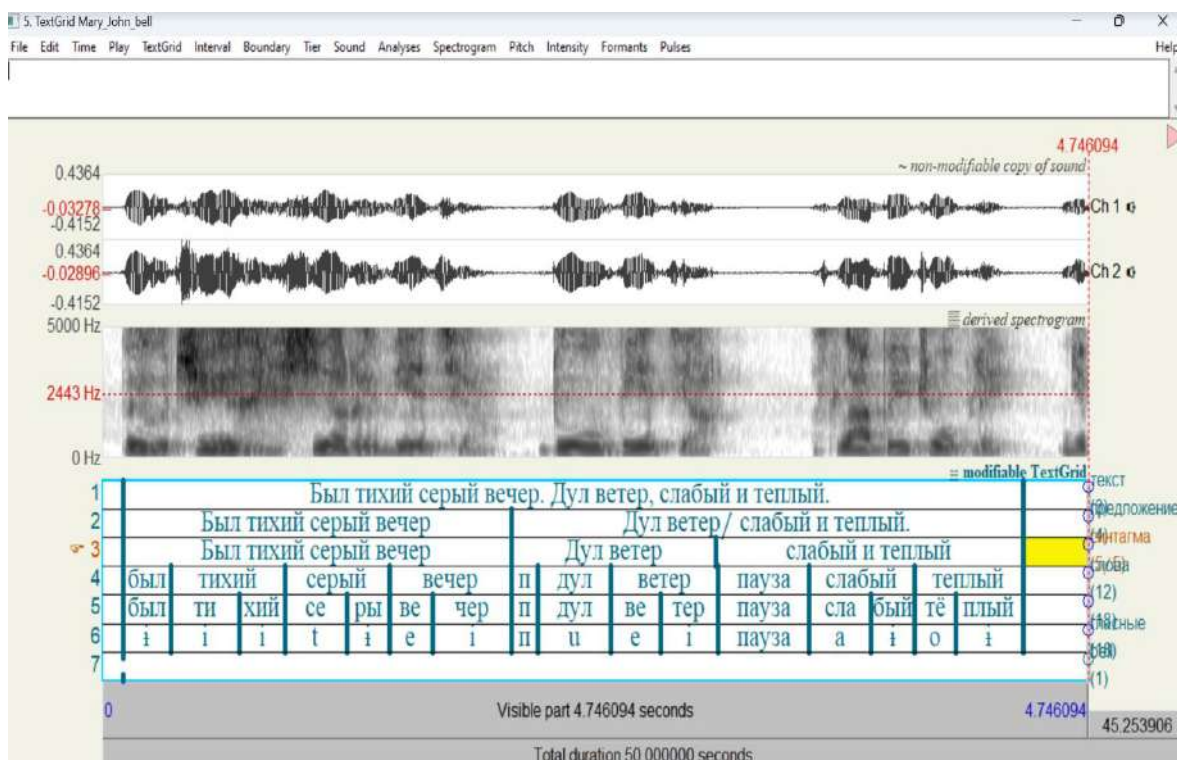 5. TextGrid Mary_John_bell
File Edit Time Play TextGrid Interval Boundary Tier Sound Analyses Spectrogram Pitch Intensity Formants Pulses Help
4.746094
~ non-modifiable copy of sound
0.4364
-0.03278
-0.4152
Ch 1
0.4364
-0.02896
-0.4152
Ch 2
5000 Hz
derived spectrogram
2443 Hz
0 Hz
modifiable TextGrid
1 Был тихий серый вечер. Дул ветер, слабый и теплый. текст
2 Был тихий серый вечер Дул ветер/ слабый и теплый. предложение
3 Был тихий серый вечер Дул ветер слабый и теплый
4 был тихий серый вечер п дул ветер пауза слабый теплый
(12)
5 был ти хий се ры ве чер п дул ве тер пауза сла бый тё плый
6 ɨ i i t ɨ e i п u e i пауза a ɨ o ɨ
7
(1)
0 Visible part 4.746094 seconds 4.746094 45.253906
Total duration 50.000000 seconds